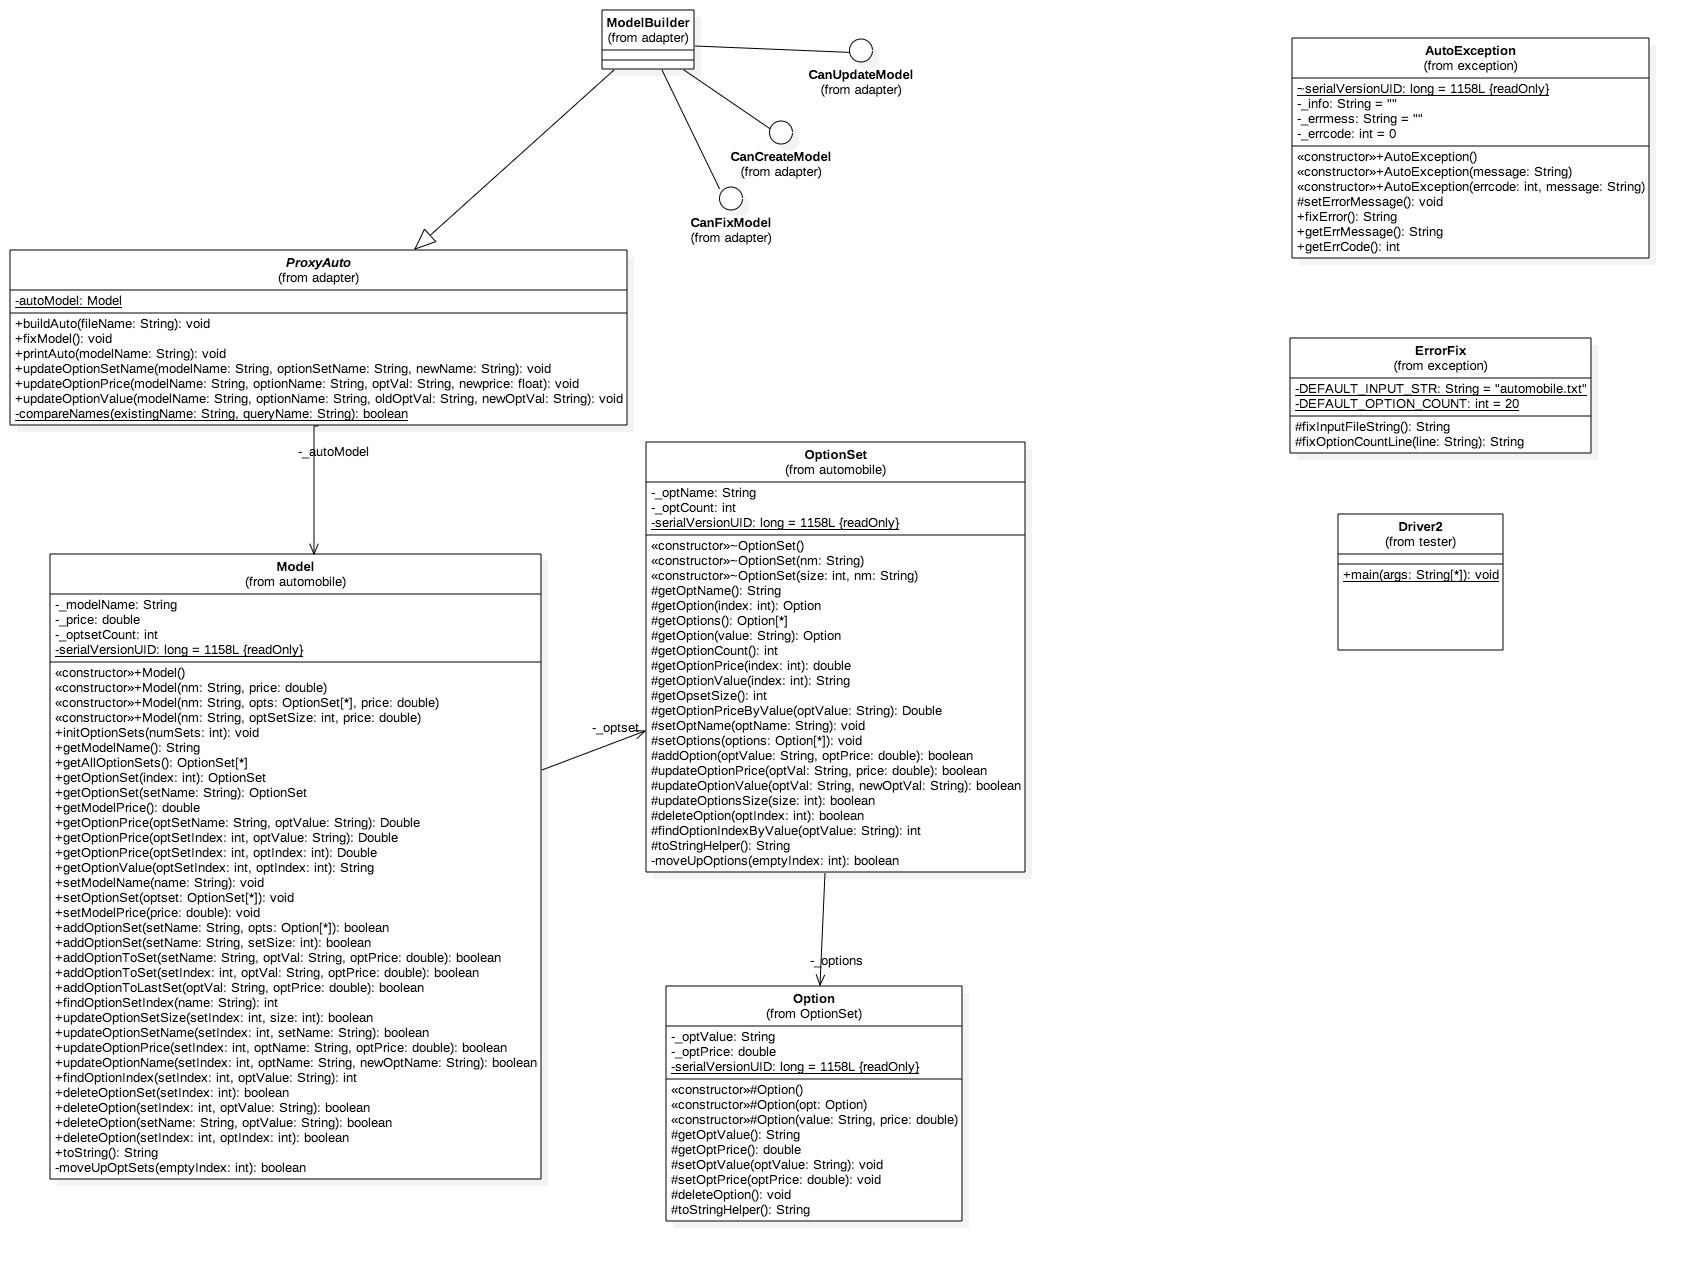 ModelBuilder
(from adapter)
CanUpdateModel
(from adapter)
CanCreateModel
(from adapter)
CanFixModel
(from adapter)
AutoException
(from exception)
~serialVersionUID: long = 1158L {readOnly}
-_info: String = ""
-_errmess: String = ""
-_errcode: int = 0
«constructor»+AutoException()
«constructor»+AutoException(message: String)
«constructor»+AutoException(errcode: int, message: String)
#setErrorMessage(): void
+fixError(): String
+getErrMessage(): String
+getErrCode(): int
ProxyAuto
(from adapter)
-autoModel: Model
+buildAuto(fileName: String): void
+fixModel(): void
+printAuto(modelName: String): void
+updateOptionSetName(modelName: String, optionSetName: String, newName: String): void
+updateOptionPrice(modelName: String, optionName: String, optVal: String, newprice: float): void
+updateOptionValue(modelName: String, optionName: String, oldOptVal: String, newOptVal: String): void
-compareNames(existingName: String, queryName: String): boolean
-_autoModel
ErrorFix
(from exception)
-DEFAULT_INPUT_STR: String = "automobile.txt"
-DEFAULT_OPTION_COUNT: int = 20
#fixInputFileString(): String
#fixOptionCountLine(line: String): String
Driver2
(from tester)
+main(args: String[*]): void
Model
(from automobile)
-_modelName: String
-_price: double
-_optsetCount: int
-serialVersionUID: long = 1158L {readOnly}
«constructor»+Model()
«constructor»+Model(nm: String, price: double)
«constructor»+Model(nm: String, opts: OptionSet[*], price: double)
«constructor»+Model(nm: String, optSetSize: int, price: double)
+initOptionSets(numSets: int): void
+getModelName(): String
+getAllOptionSets(): OptionSet[*]
+getOptionSet(index: int): OptionSet
+getOptionSet(setName: String): OptionSet
+getModelPrice(): double
+getOptionPrice(optSetName: String, optValue: String): Double
+getOptionPrice(optSetIndex: int, optValue: String): Double
+getOptionPrice(optSetIndex: int, optIndex: int): Double
+getOptionValue(optSetIndex: int, optIndex: int): String
+setModelName(name: String): void
+setOptionSet(optset: OptionSet[*]): void
+setModelPrice(price: double): void
+addOptionSet(setName: String, opts: Option[*]): boolean
+addOptionSet(setName: String, setSize: int): boolean
+addOptionToSet(setName: String, optVal: String, optPrice: double): boolean
+addOptionToSet(setIndex: int, optVal: String, optPrice: double): boolean
+addOptionToLastSet(optVal: String, optPrice: double): boolean
+findOptionSetIndex(name: String): int
+updateOptionSetSize(setIndex: int, size: int): boolean
+updateOptionSetName(setIndex: int, setName: String): boolean
+updateOptionPrice(setIndex: int, optName: String, optPrice: double): boolean
+updateOptionName(setIndex: int, optName: String, newOptName: String): boolean
+findOptionIndex(setIndex: int, optValue: String): int
+deleteOptionSet(setIndex: int): boolean
+deleteOption(setIndex: int, optValue: String): boolean
+deleteOption(setName: String, optValue: String): boolean
+deleteOption(setIndex: int, optIndex: int): boolean
+toString(): String
-moveUpOptSets(emptyIndex: int): boolean
-_optset
OptionSet
(from automobile)
-_optName: String
-_optCount: int
-serialVersionUID: long = 1158L {readOnly}
«constructor»~OptionSet()
«constructor»~OptionSet(nm: String)
«constructor»~OptionSet(size: int, nm: String)
#getOptName(): String
#getOption(index: int): Option
#getOptions(): Option[*]
#getOption(value: String): Option
#getOptionCount(): int
#getOptionPrice(index: int): double
#getOptionValue(index: int): String
#getOpsetSize(): int
#getOptionPriceByValue(optValue: String): Double
#setOptName(optName: String): void
#setOptions(options: Option[*]): void
#addOption(optValue: String, optPrice: double): boolean
#updateOptionPrice(optVal: String, price: double): boolean
#updateOptionValue(optVal: String, newOptVal: String): boolean
#updateOptionsSize(size: int): boolean
#deleteOption(optIndex: int): boolean
#findOptionIndexByValue(optValue: String): int
#toStringHelper(): String
-moveUpOptions(emptyIndex: int): boolean
-_options
Option
(from OptionSet)
-_optValue: String
-_optPrice: double
-serialVersionUID: long = 1158L {readOnly}
«constructor»#Option()
«constructor»#Option(opt: Option)
«constructor»#Option(value: String, price: double)
#getOptValue(): String
#getOptPrice(): double
#setOptValue(optValue: String): void
#setOptPrice(optPrice: double): void
#deleteOption(): void
#toStringHelper(): String